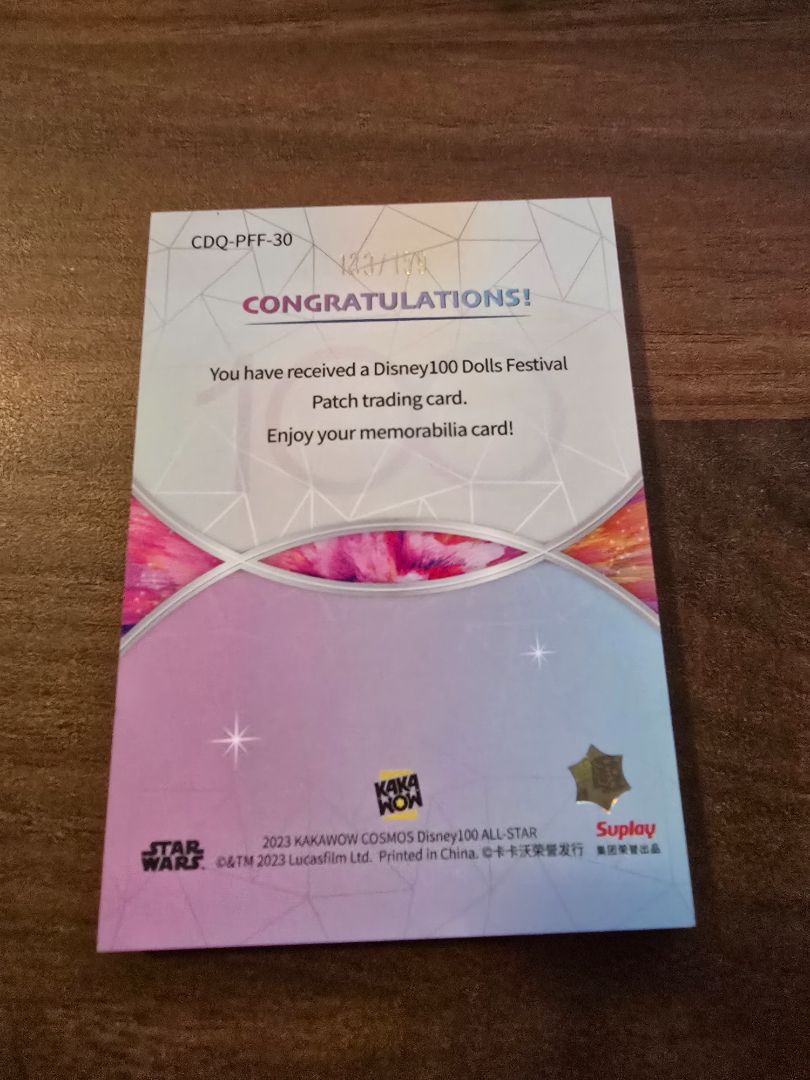 CDQ-PFF-30
CONGRATULATIONS!
You have received a Disney100 Dolls Festival
Patch trading card.
Enjoy your memorabilia card!
KAKA
WOW
Suplay
集团荣誉出品
STAR
WARS
2023 KAKAWOW COSMOS Disney100 ALL-STAR
©&TM 2023 Lucasfilm Ltd. Printed in China. ©卡卡沃荣誉发行